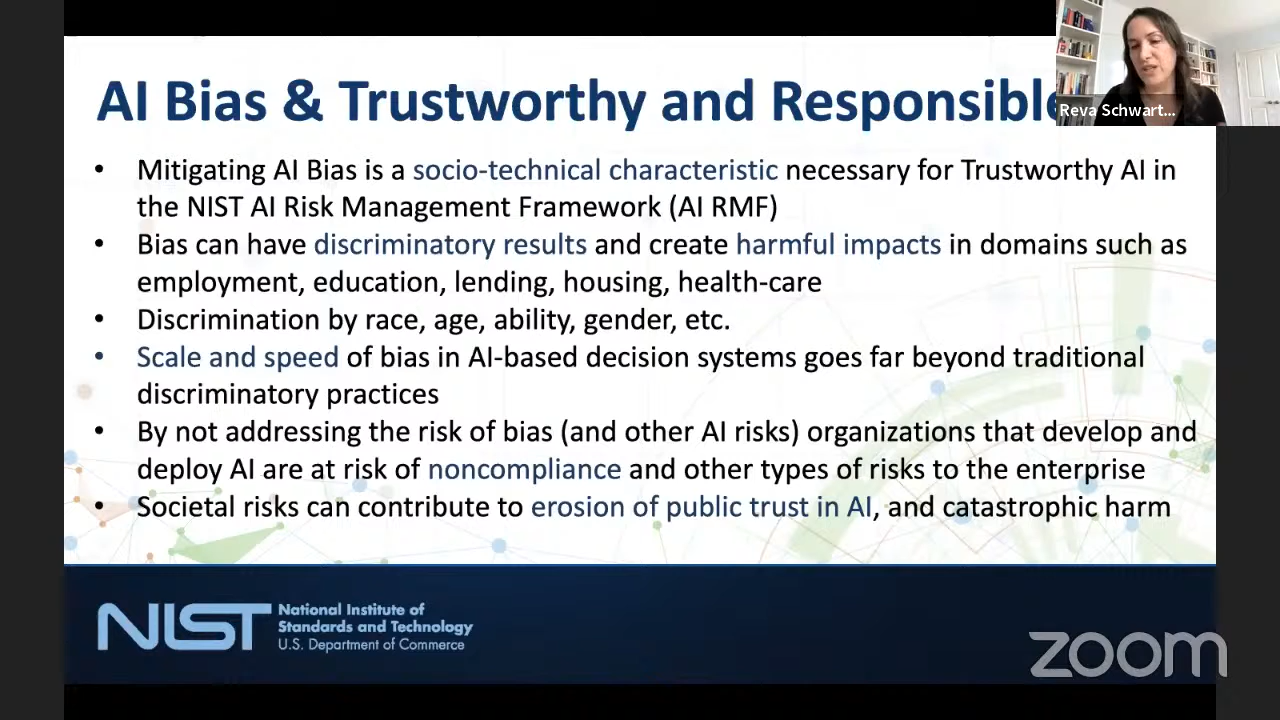 AI Bias & Trustworthy and Responsible
Reva Schwart...
• Mitigating AI Bias is a socio-technical characteristic necessary for Trustworthy AI in
the NIST AI Risk Management Framework (AI RMF)
• Bias can have discriminatory results and create harmful impacts in domains such as
employment, education, lending, housing, health-care
• Discrimination by race, age, ability, gender, etc.
• Scale and speed of bias in AI-based decision systems goes far beyond traditional
discriminatory practices
• By not addressing the risk of bias (and other AI risks) organizations that develop and
deploy AI are at risk of noncompliance and other types of risks to the enterprise
• Societal risks can contribute to erosion of public trust in AI, and catastrophic harm
NIST
National Institute of
Standards and Technology
U.S. Department of Commerce
zoom